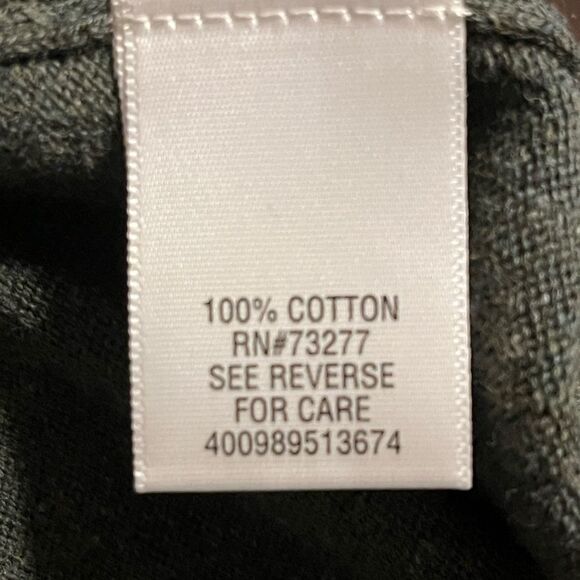 100% COTTON
RN#73277
SEE REVERSE
FOR CARE
400989513674